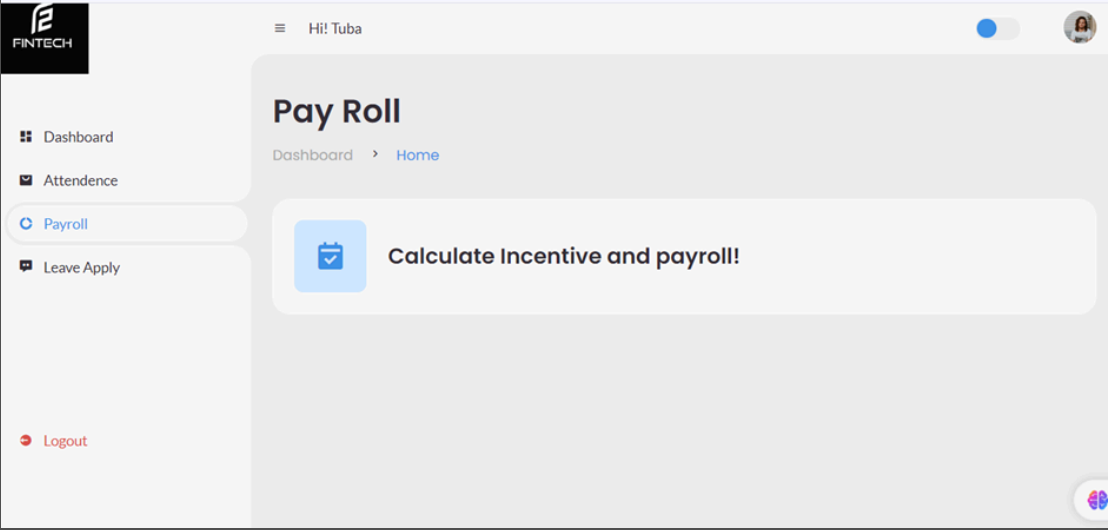 FINTECH
Hi! Tuba
Dashboard
Attendence
Payroll
Leave Apply
Logout
Pay Roll
Dashboard > Home
Calculate Incentive and payroll!